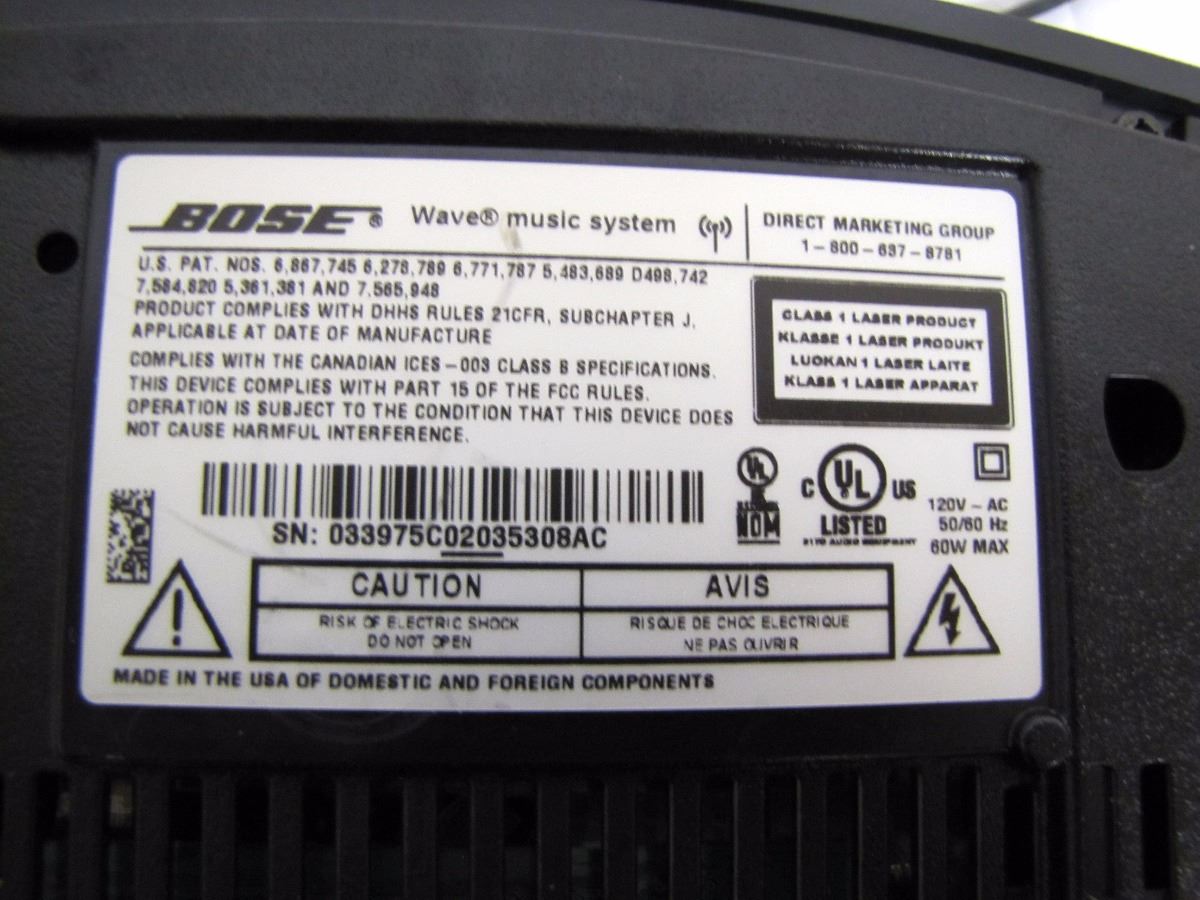 BOSE® Wave® music system
DIRECT MARKETING GROUP
1-800-637-8781
U.S. PAT. NOS. 6,867,745 6,278,789 6,771,787 5,483,689 D498,742
7,584,820 5,361,381 AND 7,565,948
PRODUCT COMPLIES WITH DHHS RULES 21CFR, SUBCHAPTER J,
APPLICABLE AT DATE OF MANUFACTURE
COMPLIES WITH THE CANADIAN ICES-003 CLASS B SPECIFICATIONS.
THIS DEVICE COMPLIES WITH PART 15 OF THE FCC RULES.
OPERATION IS SUBJECT TO THE CONDITION THAT THIS DEVICE DOES
NOT CAUSE HARMFUL INTERFERENCE.
CLASS 1 LASER PRODUCT
KLASSE 1 LASER PRODUKT
LUOKAN 1 LASER LAITE
KLASS 1 LASER APPARAT
SN: 033975C02035308AC
UL
NOM
C UL US
LISTED
AUDIO EQUIPMENT
120V ~ AC
50/60 Hz
60W MAX
CAUTION
RISK OF ELECTRIC SHOCK
DO NOT OPEN
AVIS
RISQUE DE CHOC ELECTRIQUE
NE PAS OUVRIR
MADE IN THE USA OF DOMESTIC AND FOREIGN COMPONENTS